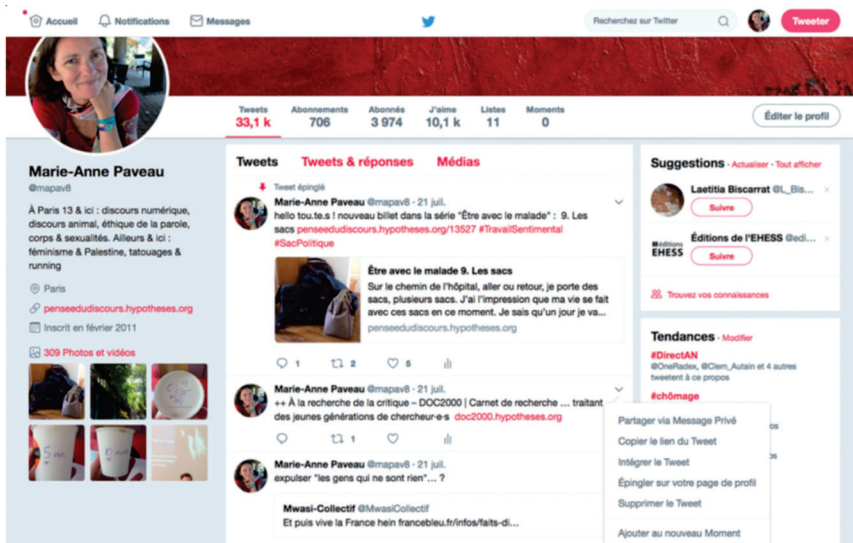 Accueil Notifications Messages Recherchez sur Twitter Tweeter
Tweets Abonnements Abonnés J'aime Listes Moments
33,1 k 706 3 974 10,1 k 11 0
Éditer le profil
Marie-Anne Paveau
@mapav8
À Paris 13 & ici : discours numérique,
discours animal, éthique de la parole,
corps & sexualités. Ailleurs & ici :
féminisme & Palestine, tatouages &
running
Paris
penseedudiscours.hypotheses.org
Inscrit en février 2011
309 Photos et vidéos
Tweets Tweets & réponses Médias
Tweet épinglé
Marie-Anne Paveau @mapav8 · 21 juil.
hello tou.te.s ! nouveau billet dans la série "Être avec le malade" : 9. Les
sacs penseedudiscours.hypotheses.org/13527 #TravailSentimental
#SacPolitique
Être avec le malade 9. Les sacs
Sur le chemin de l'hôpital, aller ou retour, je porte des
sacs, plusieurs sacs. J'ai l'impression que ma vie se fait
avec ces sacs en ce moment. Je sais qu'un jour je va...
penseedudiscours.hypotheses.org
1 2 5
Marie-Anne Paveau @mapav8 · 21 juil.
++ À la recherche de la critique – DOC2000 | Carnet de recherche ... traitant
des jeunes générations de chercheur·e·s doc2000.hypotheses.org
1
Marie-Anne Paveau @mapav8 · 21 juil.
expulser "les gens qui ne sont rien"... ?
Mwasi-Collectif @MwasiCollectif
Et puis vive la France hein francebleu.fr/infos/faits-di...
Suggestions · Actualiser · Tout afficher
Laetitia Biscarrat @L_Bis...
Suivre
éditions
EHESS
Éditions de l'EHESS @edi...
Suivre
Trouvez vos connaissances
Tendances · Modifier
#DirectAN
@OneRadex, @Clem_Autain et 4 autres
tweetent à ce propos
#chômage
Partager via Message Privé
Copier le lien du Tweet
Intégrer le Tweet
Épingler sur votre page de profil
Supprimer le Tweet
Ajouter au nouveau Moment